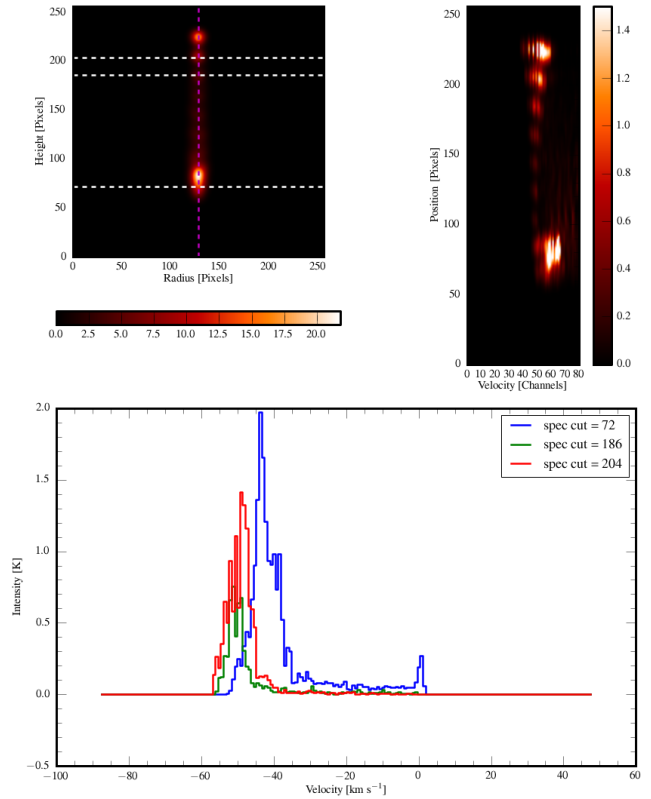 250
200
150
100
50
0
Height [Pixels]
0 50 100 150 200 250
Radius [Pixels]
0.0 2.5 5.0 7.5 10.0 12.5 15.0 17.5 20.0
250
200
150
100
50
0
Position [Pixels]
0 10 20 30 40 50 60 70 80
Velocity [Channels]
1.4
1.2
1.0
0.8
0.6
0.4
0.2
0.0
2.0
1.5
1.0
0.5
0.0
−0.5
Intensity [K]
spec cut = 72
spec cut = 186
spec cut = 204
−100 −80 −60 −40 −20 0 20 40 60
Velocity [km s⁻¹]